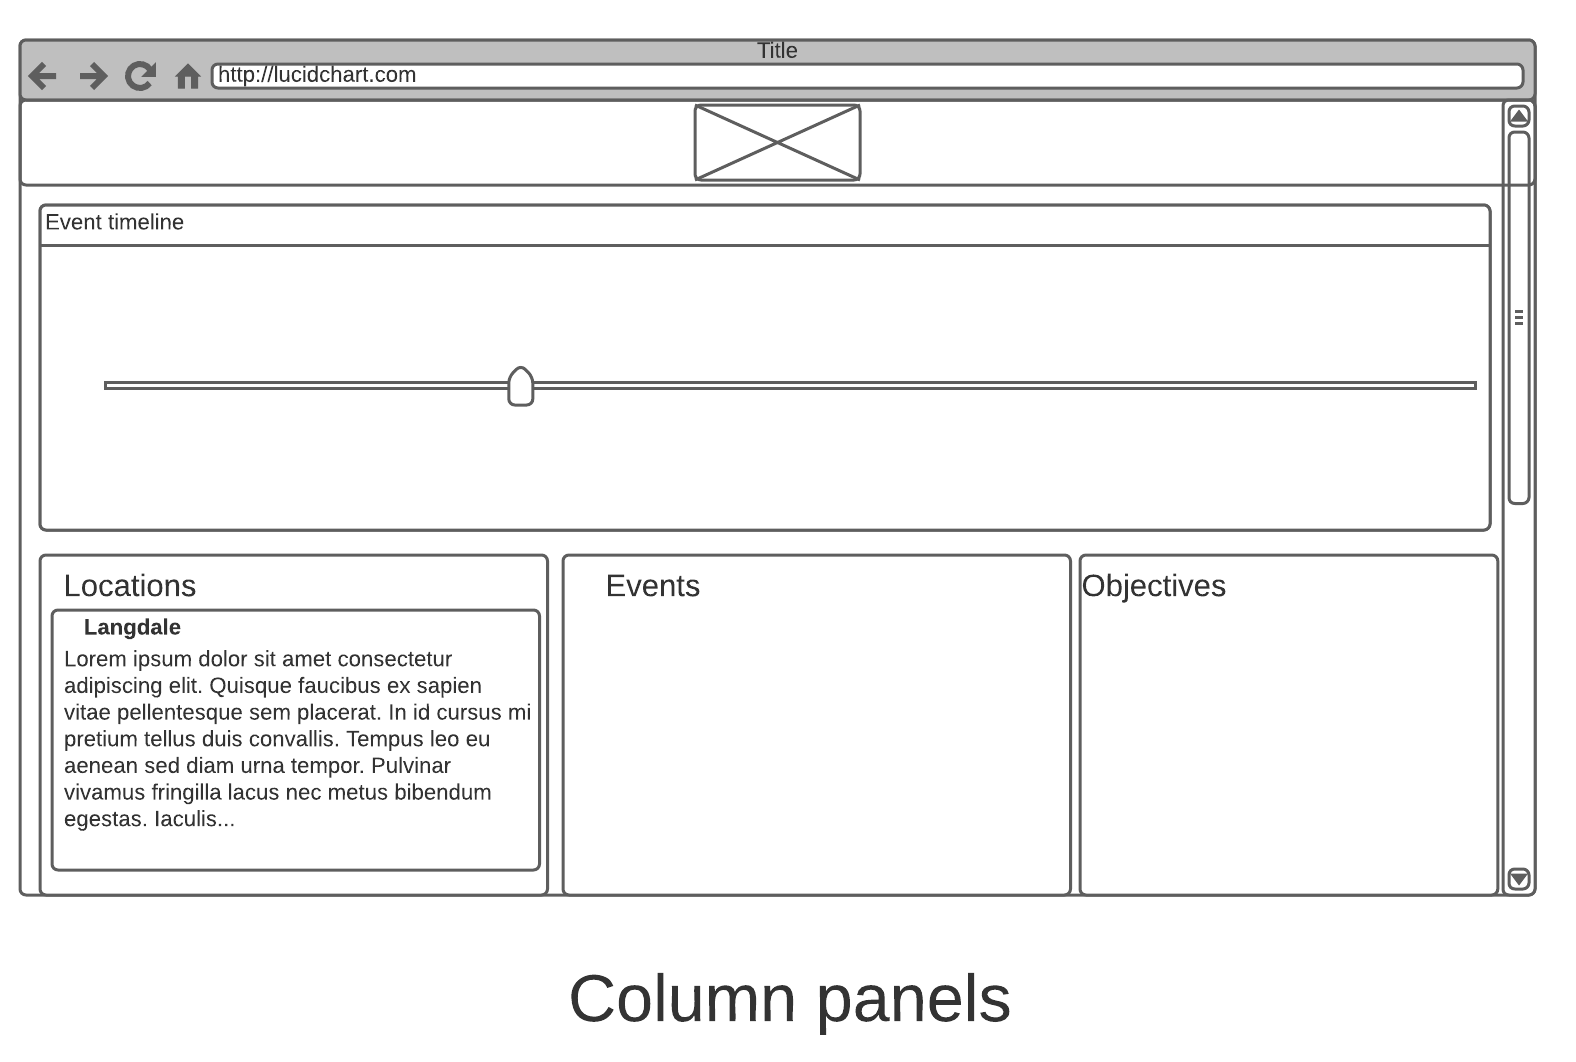 Title
http://lucidchart.com
Event timeline
Locations
Langdale
Lorem ipsum dolor sit amet consectetur
adipiscing elit. Quisque faucibus ex sapien
vitae pellentesque sem placerat. In id cursus mi
pretium tellus duis convallis. Tempus leo eu
aenean sed diam urna tempor. Pulvinar
vivamus fringilla lacus nec metus bibendum
egestas. Iaculis...
Events
Objectives
Column panels